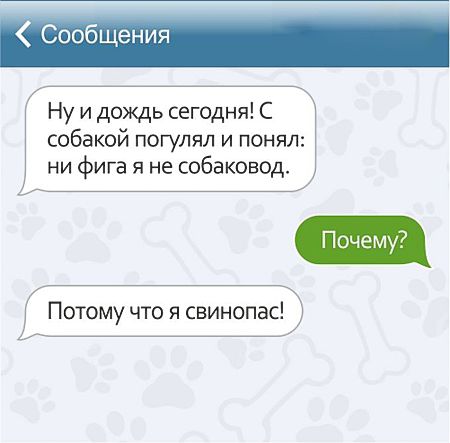 Сообщения
Ну и дождь сегодня! С
собакой погулял и понял:
ни фига я не собаковод.
Почему?
Потому что я свинопас!